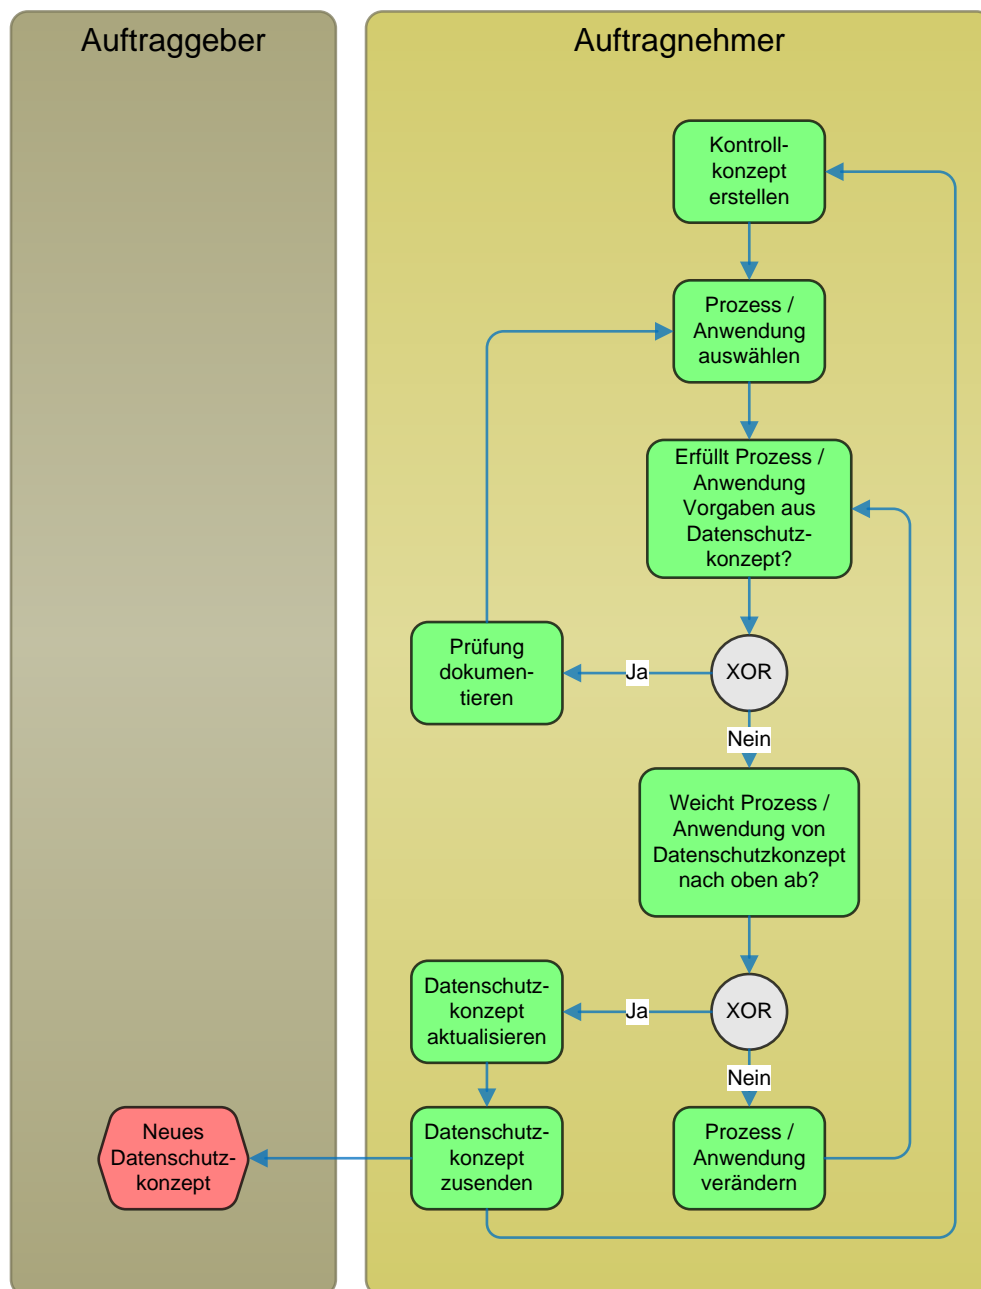 Auftraggeber
Auftragnehmer
Kontroll-
konzept
erstellen
Prozess /
Anwendung
auswählen
Erfüllt Prozess /
Anwendung
Vorgaben aus
Datenschutz-
konzept?
Prüfung
dokumen-
tieren
Ja
XOR
Nein
Weicht Prozess /
Anwendung von
Datenschutzkonzept
nach oben ab?
Datenschutz-
konzept
aktualisieren
Ja
XOR
Nein
Neues
Datenschutz-
konzept
Datenschutz-
konzept
zusenden
Prozess /
Anwendung
verändern